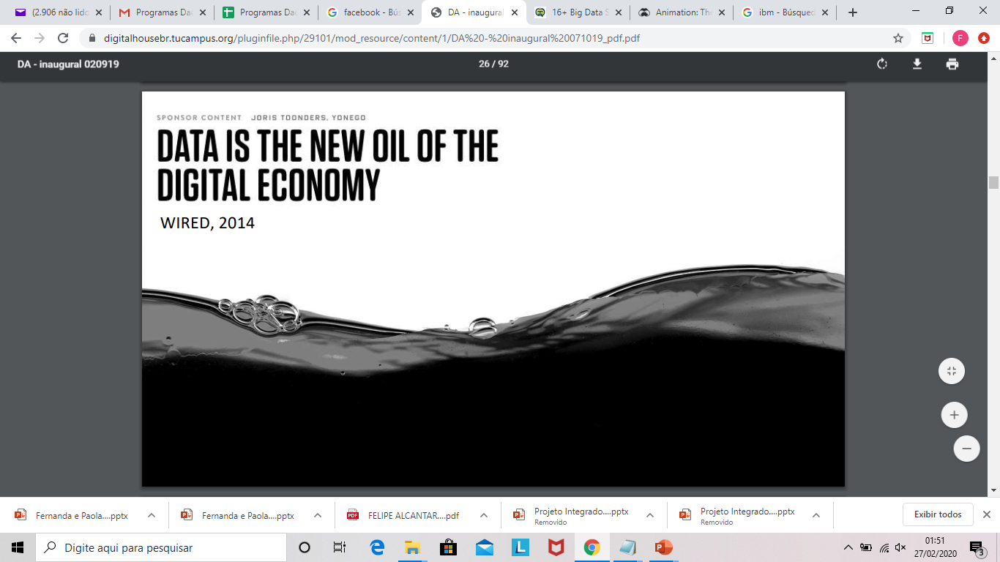 (2.906 não lido
Programas Da
Programas Dad
facebook - Bús
DA - inaugural
16+ Big Data S
Animation: The
ibm - Búsqued
digitalhousebr.tucampus.org/pluginfile.php/29101/mod_resource/content/1/DA%20-%20inaugural%20071019_pdf.pdf
F
DA - inaugural 020919
26 / 92
SPONSOR CONTENT JORIS TOONDERS, YONEGO
DATA IS THE NEW OIL OF THE
DIGITAL ECONOMY
WIRED, 2014
Fernanda e Paola....pptx
Fernanda e Paola....pptx
PDF
FELIPE ALCANTAR....pdf
Projeto Integrado....pptx
Removido
Projeto Integrado....pptx
Removido
Exibir todos
Digite aqui para pesquisar
L
01:51
27/02/2020
3